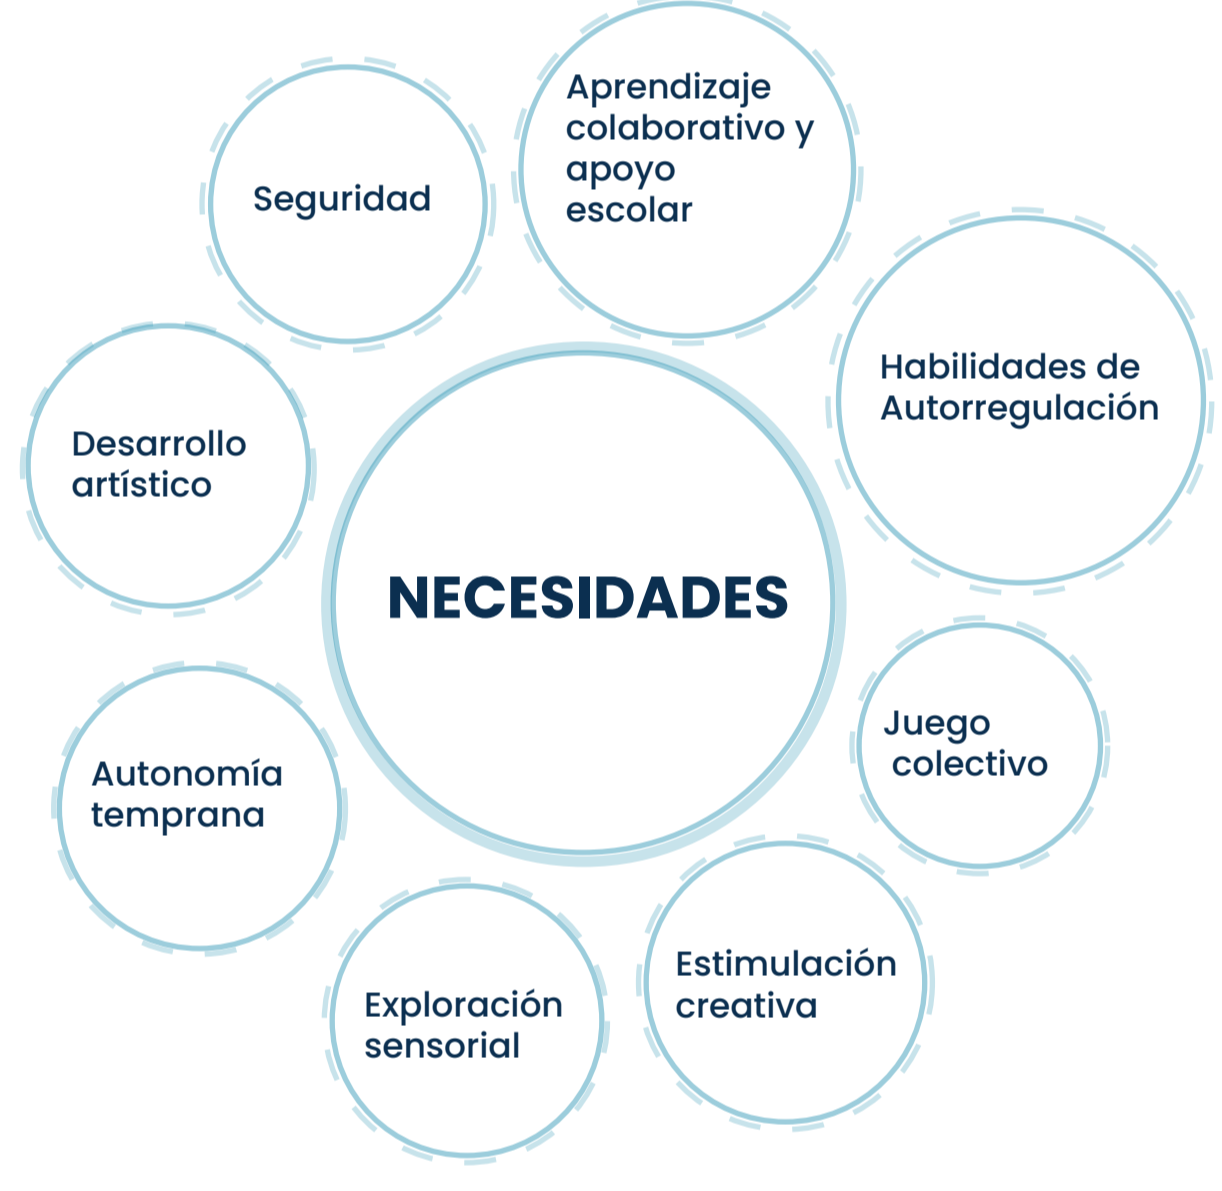 Aprendizaje
colaborativo y
apoyo
escolar
Seguridad
Habilidades de
Autorregulación
Desarrollo
artístico
NECESIDADES
Juego
colectivo
Autonomía
temprana
Estimulación
creativa
Exploración
sensorial